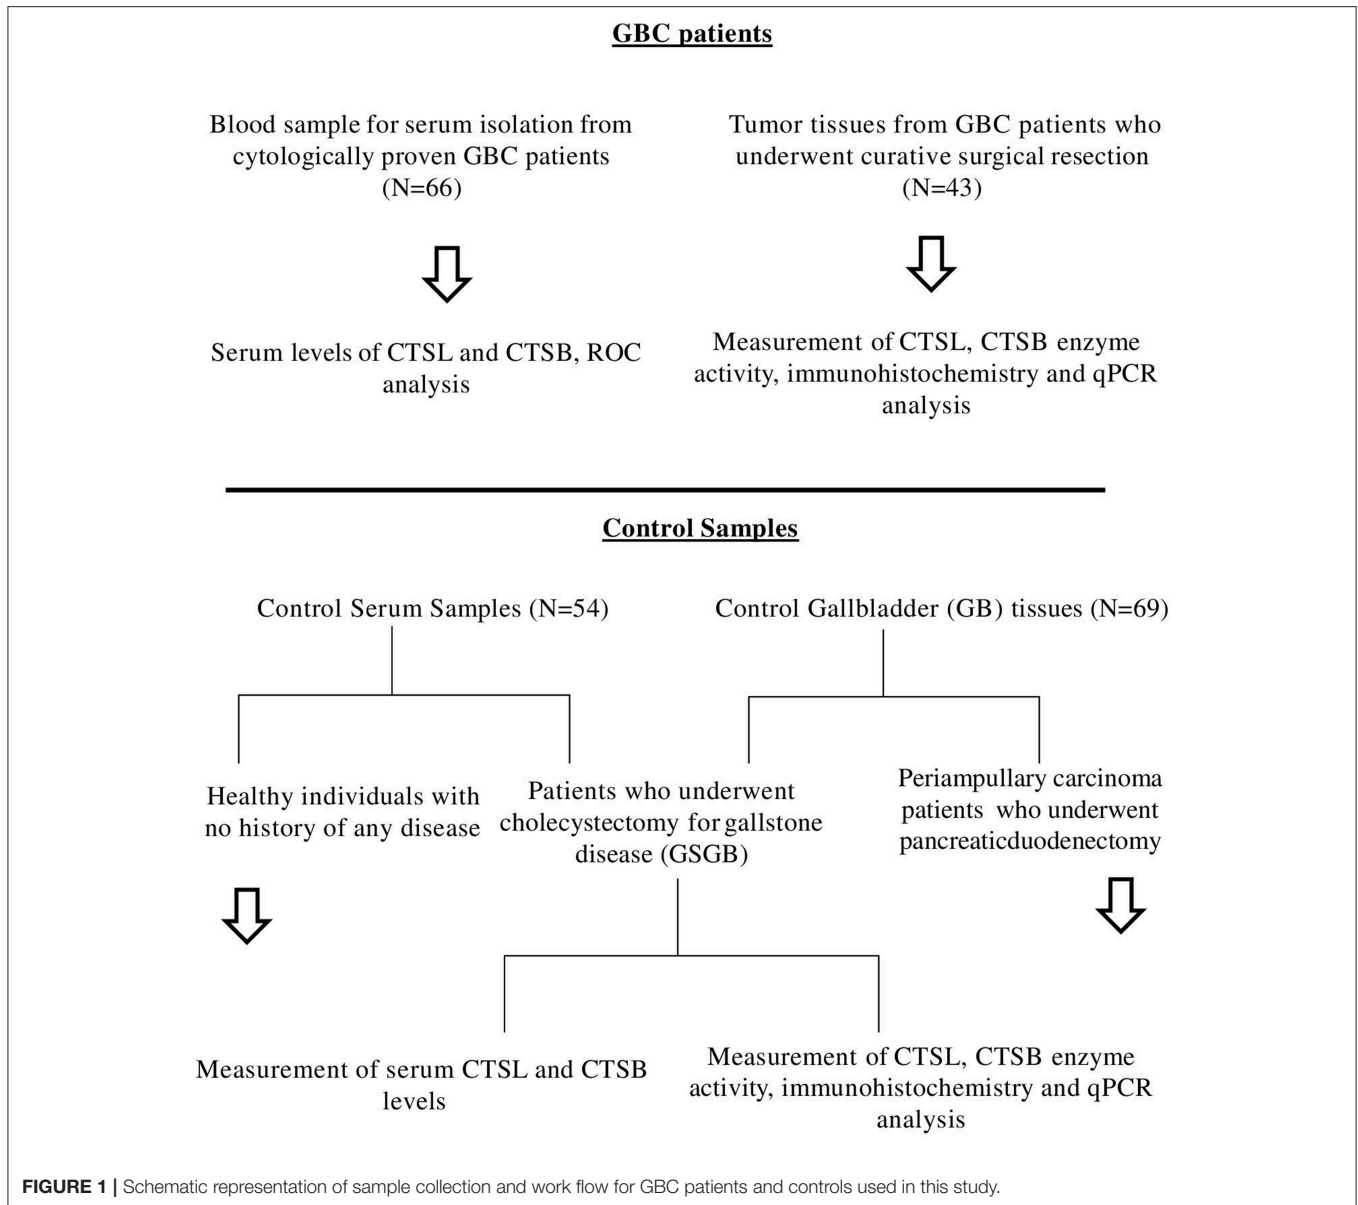 GBC patients
Blood sample for serum isolation from
cytologically proven GBC patients
(N=66)
Tumor tissues from GBC patients who
underwent curative surgical resection
(N=43)
Serum levels of CTSL and CTSB, ROC
analysis
Measurement of CTSL, CTSB enzyme
activity, immunohistochemistry and qPCR
analysis
Control Samples
Control Serum Samples (N=54)
Control Gallbladder (GB) tissues (N=69)
Healthy individuals with
no history of any disease
Patients who underwent
cholecystectomy for gallstone
disease (GSGB)
Periampullary carcinoma
patients who underwent
pancreaticduodenectomy
Measurement of serum CTSL and CTSB
levels
Measurement of CTSL, CTSB enzyme
activity, immunohistochemistry and qPCR
analysis
FIGURE 1 | Schematic representation of sample collection and work flow for GBC patients and controls used in this study.